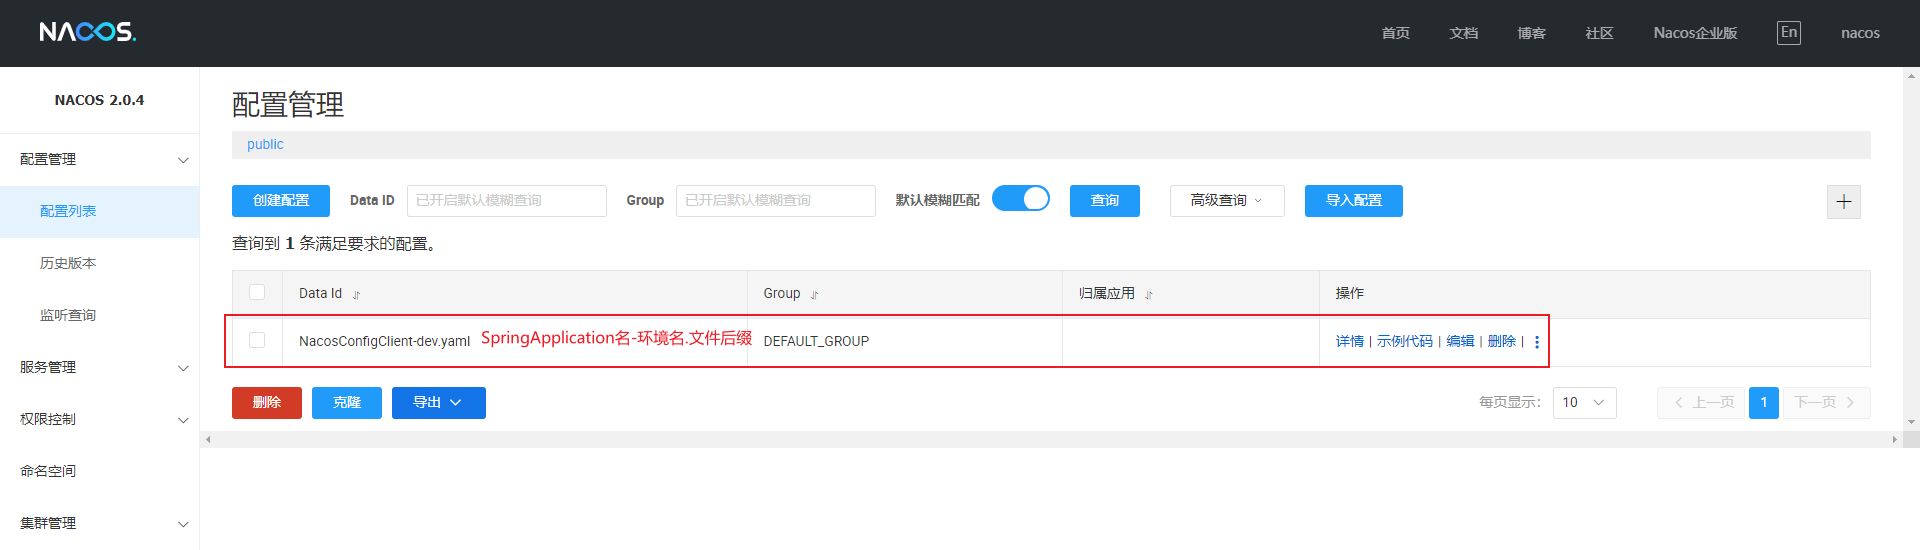 NACOS.
首页 文档 博客 社区 Nacos企业版 En nacos
NACOS 2.0.4
配置管理
配置列表
历史版本
监听查询
服务管理
权限控制
命名空间
集群管理
配置管理
public
创建配置 Data ID 已开启默认模糊查询 Group 已开启默认模糊查询 默认模糊匹配 查询 高级查询 导入配置
查询到 1 条满足要求的配置。
Data Id Group 归属应用 操作
NacosConfigClient-dev.yaml SpringApplication名-环境名.文件后缀 DEFAULT_GROUP 详情 | 示例代码 | 编辑 | 删除 |
删除 克隆 导出 每页显示: 10 上一页 1 下一页